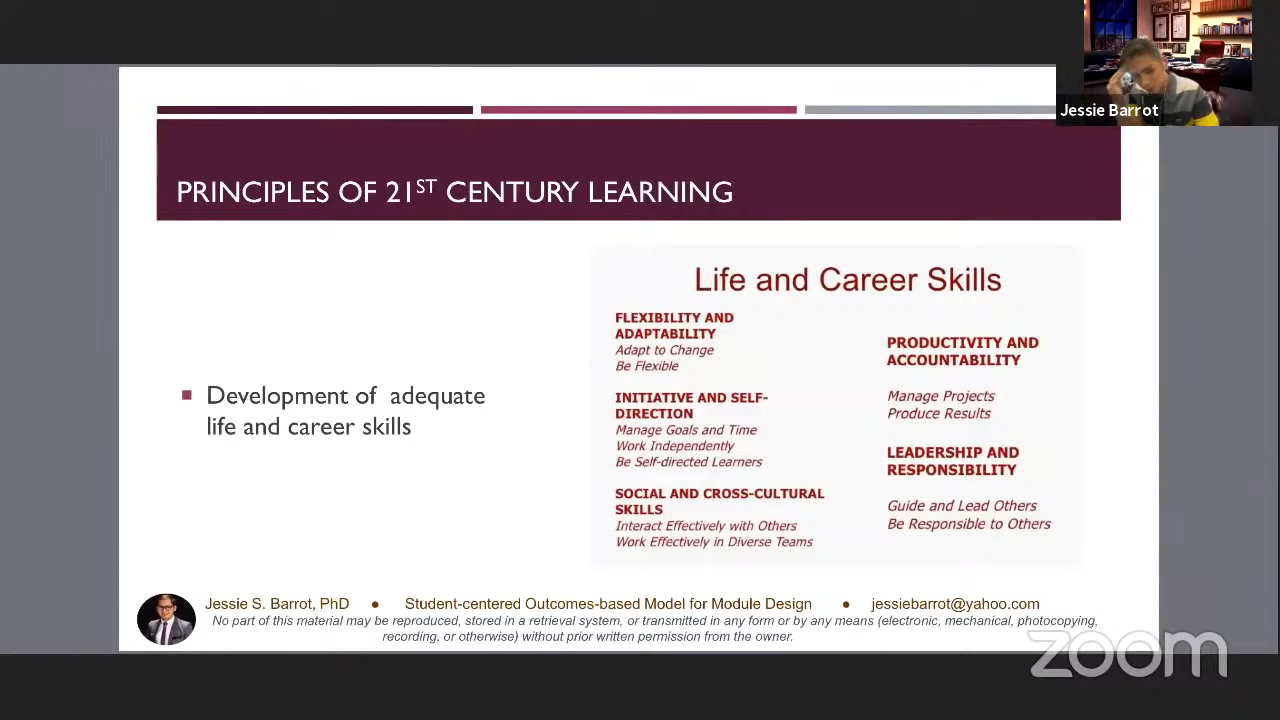 Jessie Barrot
PRINCIPLES OF 21ST CENTURY LEARNING
Development of adequate
life and career skills
Life and Career Skills
FLEXIBILITY AND
ADAPTABILITY
Adapt to Change
Be Flexible
INITIATIVE AND SELF-
DIRECTION
Manage Goals and Time
Work Independently
Be Self-directed Learners
SOCIAL AND CROSS-CULTURAL
SKILLS
Interact Effectively with Others
Work Effectively in Diverse Teams
PRODUCTIVITY AND
ACCOUNTABILITY
Manage Projects
Produce Results
LEADERSHIP AND
RESPONSIBILITY
Guide and Lead Others
Be Responsible to Others
Jessie S. Barrot, PhD ● Student-centered Outcomes-based Model for Module Design ● jessiebarrot@yahoo.com
No part of this material may be reproduced, stored in a retrieval system, or transmitted in any form or by any means (electronic, mechanical, photocopying,
recording, or otherwise) without prior written permission from the owner.
zoom